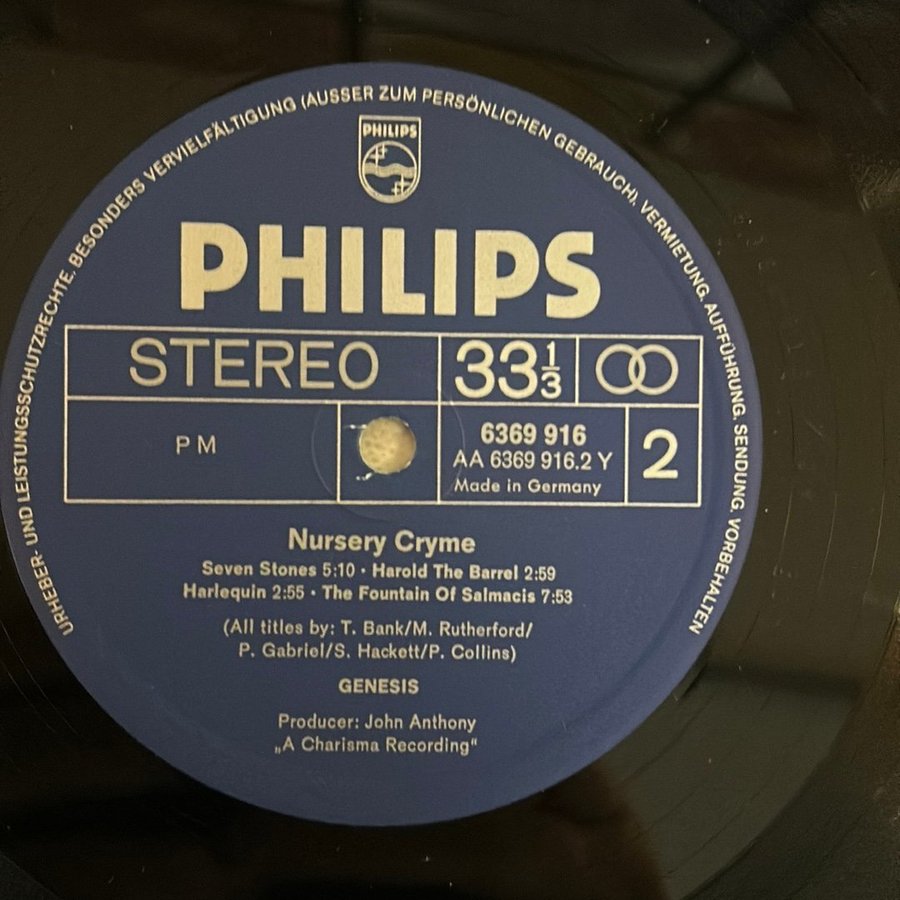 URHEBER- UND LEISTUNGSSCHUTZRECHTE, BESONDERS VERVIELFÄLTIGUNG (AUSSER ZUM PERSÖNLICHEN GEBRAUCH), VERMIETUNG, AUFFÜHRUNG, SENDUNG, VORBEHALTEN
PHILIPS
PHILIPS
STEREO 33 1/3
PM
6369 916
AA 6369 916.2 Y
Made in Germany
2
Nursery Cryme
Seven Stones 5:10 · Harold The Barrel 2:59
Harlequin 2:55 · The Fountain Of Salmacis 7:53
(All titles by: T. Bank/M. Rutherford/
P. Gabriel/S. Hackett/P. Collins)
GENESIS
Producer: John Anthony
„A Charisma Recording“